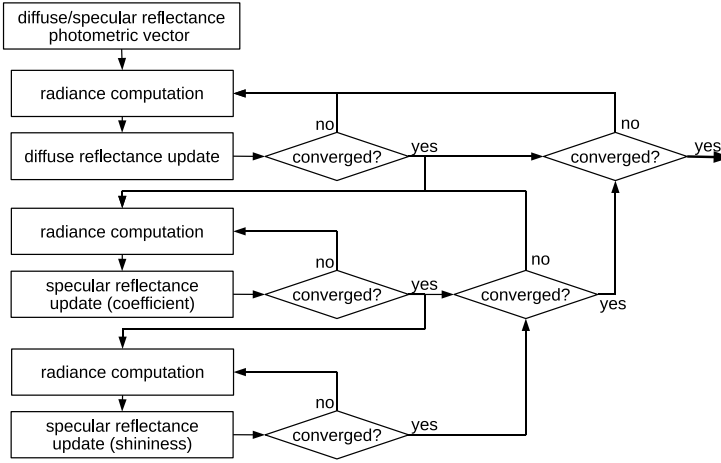 diffuse/specular reflectance
photometric vector
radiance computation
no
no
diffuse reflectance update
converged?
yes
converged?
yes
radiance computation
no
no
specular reflectance
update (coefficient)
converged?
yes
converged?
yes
radiance computation
no
specular reflectance
update (shininess)
converged?
yes